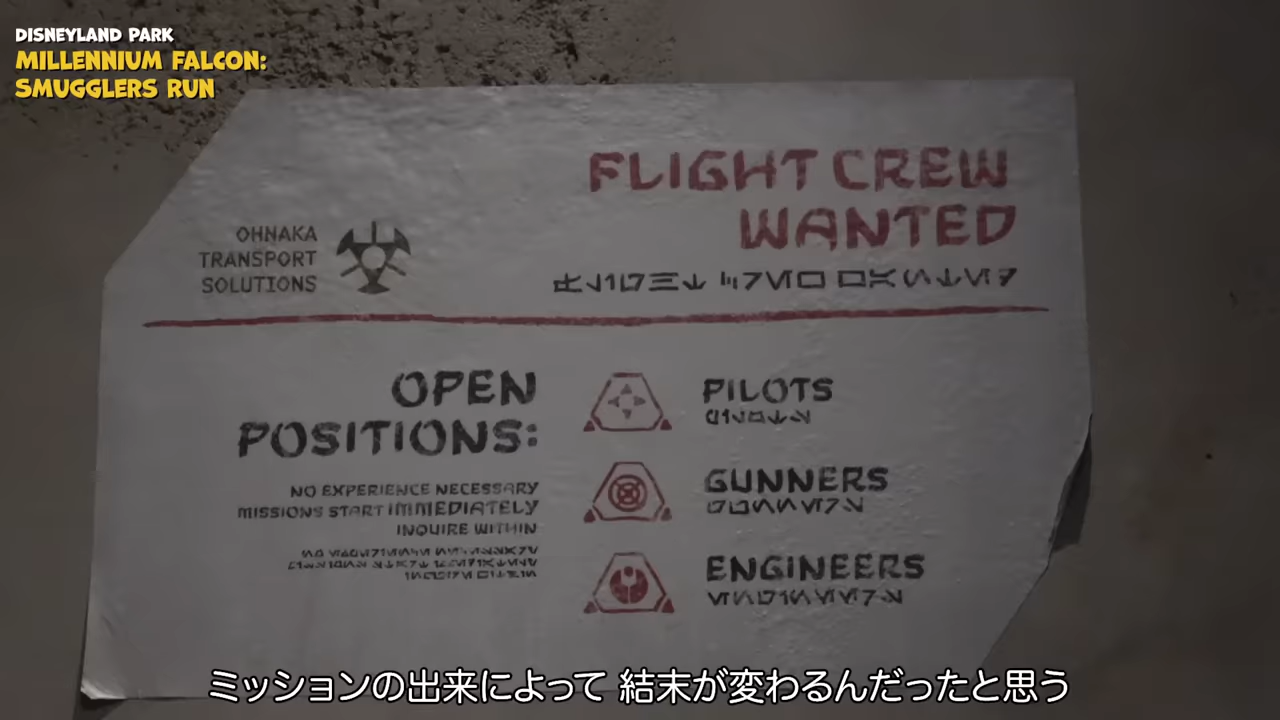 DISNEYLAND PARK
MILLENNIUM FALCON:
SMUGGLERS RUN
FLIGHT CREW
WANTED
OHNAKA
TRANSPORT
SOLUTIONS
OPEN
POSITIONS:
NO EXPERIENCE NECESSARY
MISSIONS START IMMEDIATELY
INQUIRE WITHIN
PILOTS
GUNNERS
ENGINEERS
ミッションの出来によって 結末が変わるんだったと思う